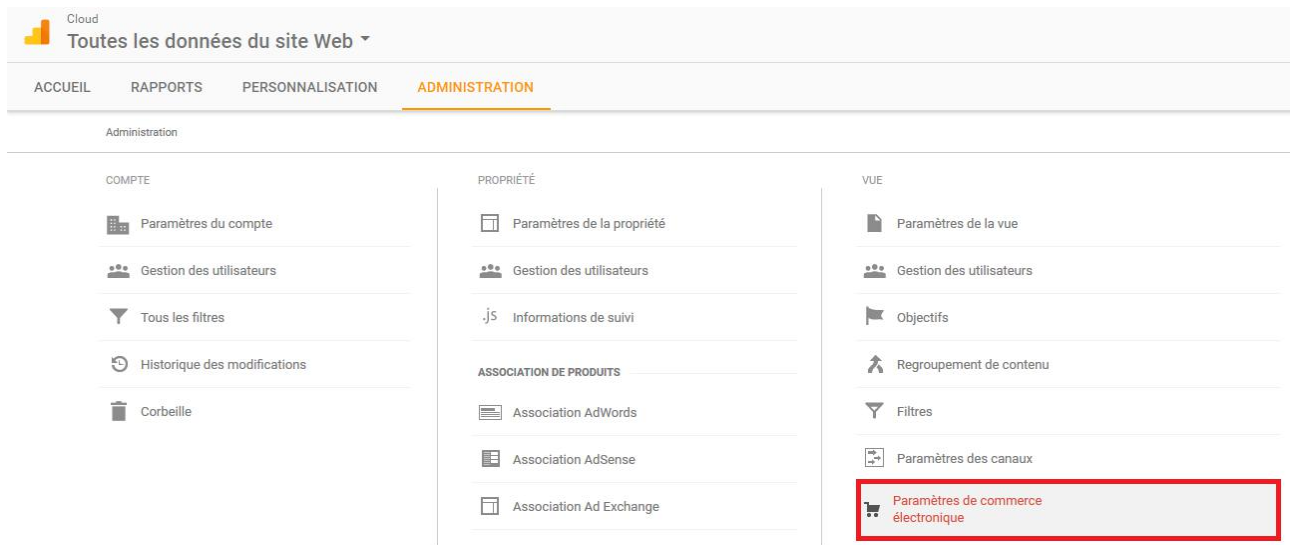 Cloud
Toutes les données du site Web
ACCUEIL RAPPORTS PERSONNALISATION ADMINISTRATION
Administration
COMPTE
Paramètres du compte
Gestion des utilisateurs
Tous les filtres
Historique des modifications
Corbeille
PROPRIÉTÉ
Paramètres de la propriété
Gestion des utilisateurs
.js Informations de suivi
ASSOCIATION DE PRODUITS
Association AdWords
Association AdSense
Association Ad Exchange
VUE
Paramètres de la vue
Gestion des utilisateurs
Objectifs
Regroupement de contenu
Filtres
Paramètres des canaux
Paramètres de commerce
électronique